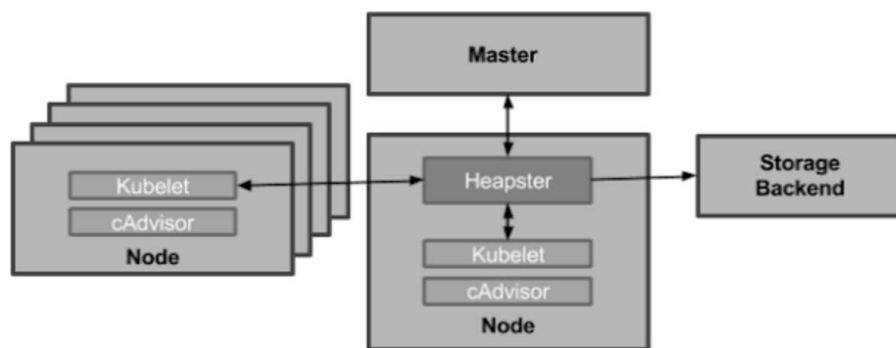 Master
Kubelet
cAdvisor
Node
Heapster
Kubelet
cAdvisor
Node
Storage
Backend